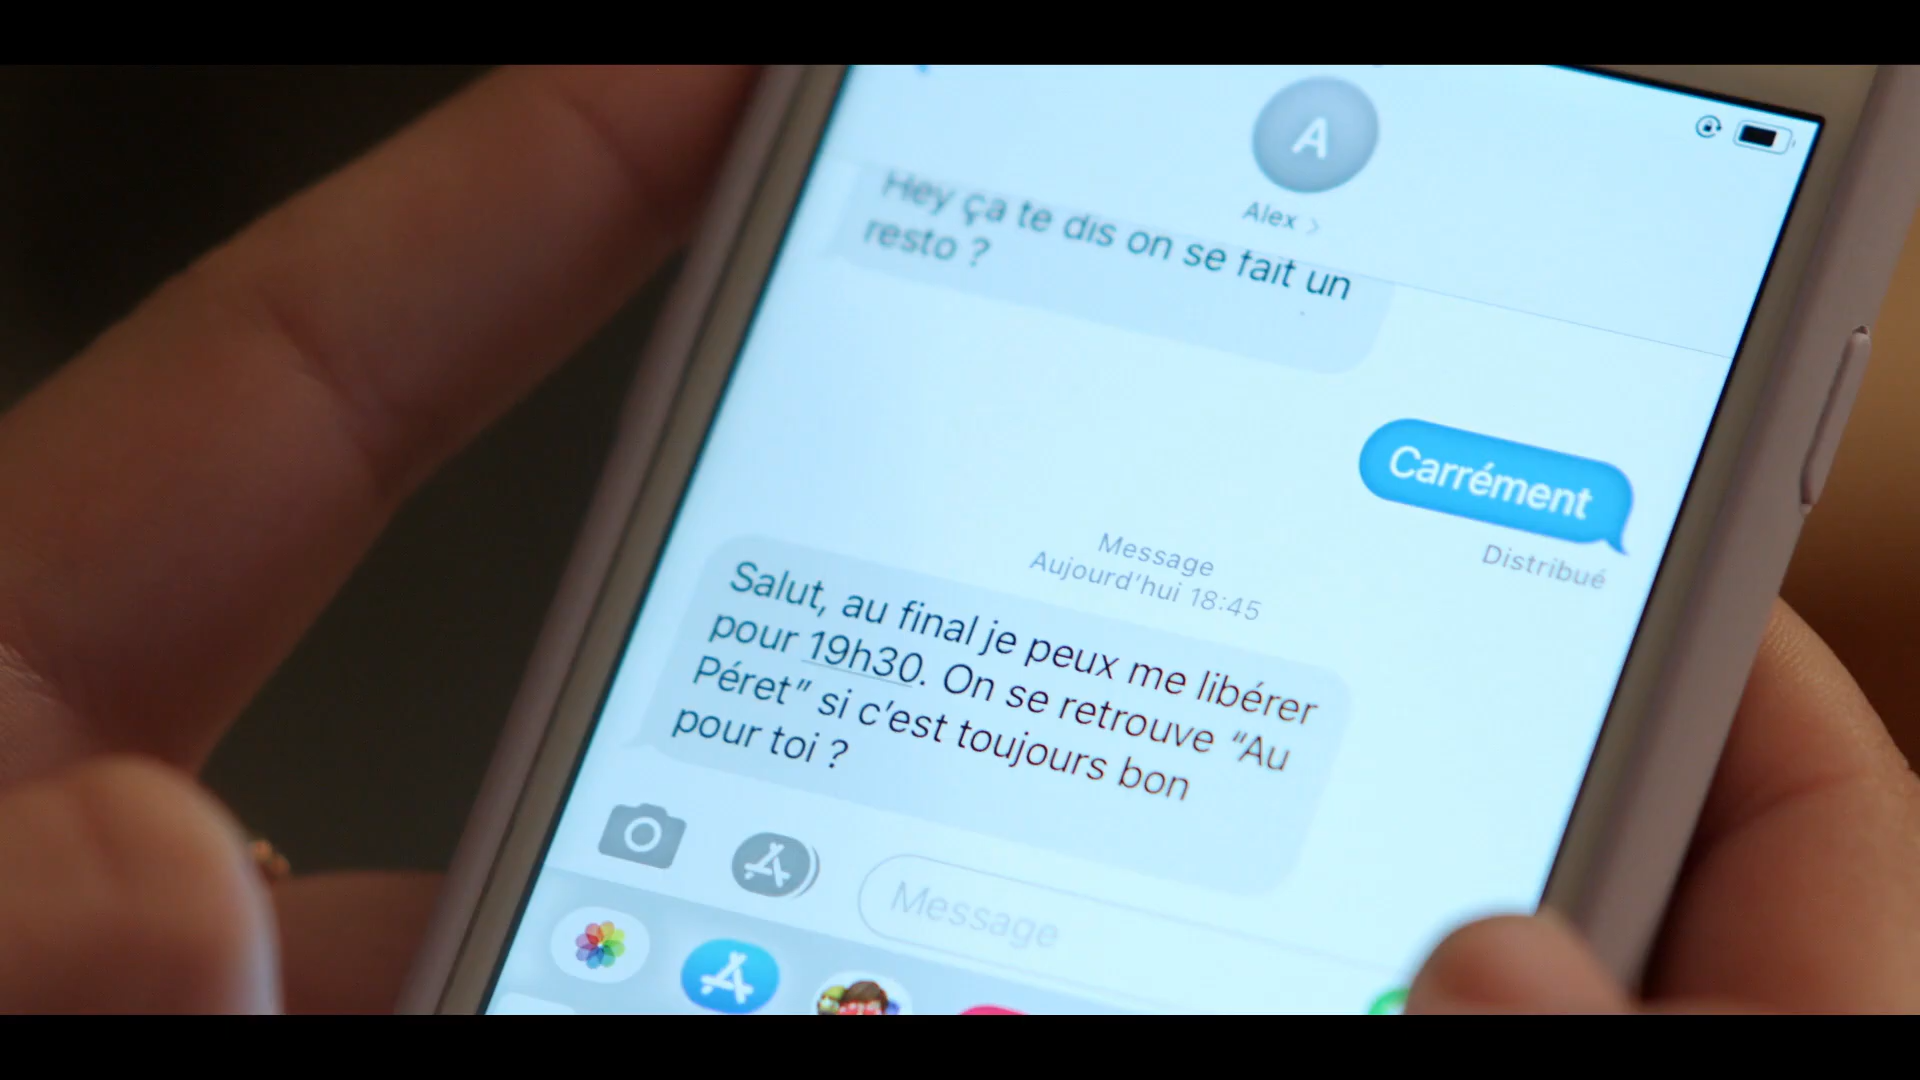 A
Alex >
Hey ça te dis on se fait un
resto ?
Carrément
Distribué
Message
Aujourd'hui 18:45
Salut, au final je peux me libérer
pour 19h30. On se retrouve “Au
Péret” si c'est toujours bon
pour toi ?
Message